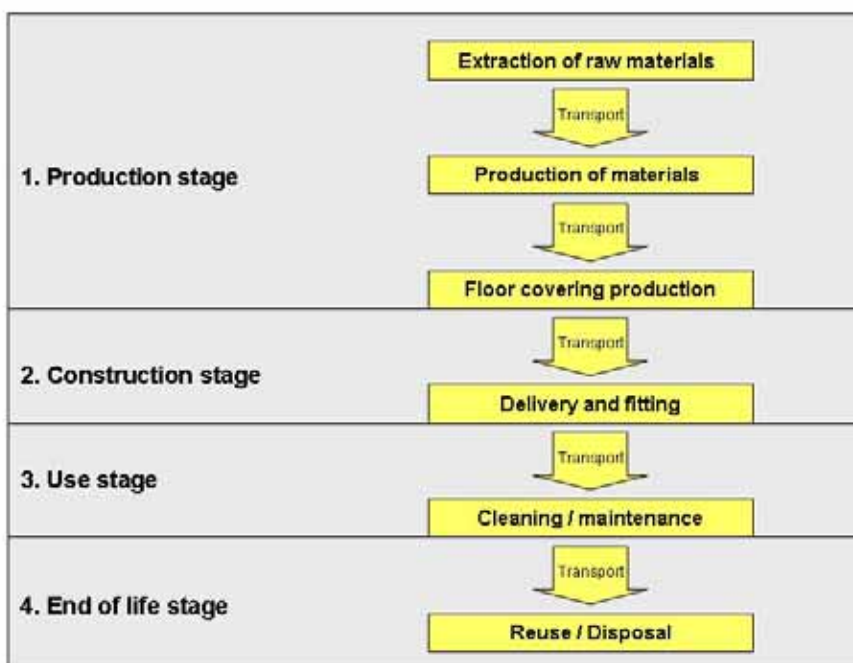 Extraction of raw materials
Transport
1. Production stage
Production of materials
Transport
Floor covering production
Transport
2. Construction stage
Delivery and fitting
Transport
3. Use stage
Cleaning / maintenance
Transport
4. End of life stage
Reuse / Disposal